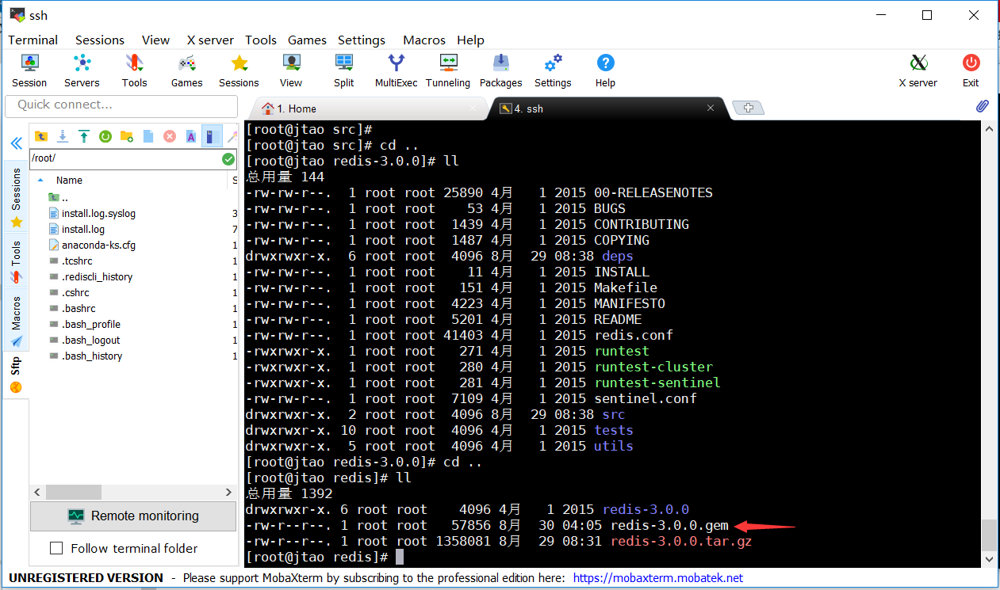 ssh
Terminal Sessions View X server Tools Games Settings Macros Help
Session Servers Tools Games Sessions View Split MultiExec Tunneling Packages Settings Help X server Exit
Quick connect...
1. Home
4. ssh
/root/
Name S
..
install.log.syslog 3
install.log 7
anaconda-ks.cfg 1
.tcshrc 1
.rediscli_history 1
.cshrc 1
.bashrc 1
.bash_profile 1
.bash_logout 1
.bash_history 1
Sessions
Tools
Macros
Sftp
Remote monitoring
Follow terminal folder
[root@jtao src]#
[root@jtao src]# cd ..
[root@jtao redis-3.0.0]# ll
总用量 144
-rw-rw-r--. 1 root root 25890 4月 1 2015 00-RELEASENOTES
-rw-rw-r--. 1 root root 53 4月 1 2015 BUGS
-rw-rw-r--. 1 root root 1439 4月 1 2015 CONTRIBUTING
-rw-rw-r--. 1 root root 1487 4月 1 2015 COPYING
drwxrwxr-x. 6 root root 4096 8月 29 08:38 deps
-rw-rw-r--. 1 root root 11 4月 1 2015 INSTALL
-rw-rw-r--. 1 root root 151 4月 1 2015 Makefile
-rw-rw-r--. 1 root root 4223 4月 1 2015 MANIFESTO
-rw-rw-r--. 1 root root 5201 4月 1 2015 README
-rw-rw-r--. 1 root root 41403 4月 1 2015 redis.conf
-rwxrwxr-x. 1 root root 271 4月 1 2015 runtest
-rwxrwxr-x. 1 root root 280 4月 1 2015 runtest-cluster
-rwxrwxr-x. 1 root root 281 4月 1 2015 runtest-sentinel
-rw-rw-r--. 1 root root 7109 4月 1 2015 sentinel.conf
drwxrwxr-x. 2 root root 4096 8月 29 08:38 src
drwxrwxr-x. 10 root root 4096 4月 1 2015 tests
drwxrwxr-x. 5 root root 4096 4月 1 2015 utils
[root@jtao redis-3.0.0]# cd ..
[root@jtao redis]# ll
总用量 1392
drwxrwxr-x. 6 root root 4096 4月 1 2015 redis-3.0.0
-rw-r--r--. 1 root root 57856 8月 30 04:05 redis-3.0.0.gem
-rw-r--r--. 1 root root 1358081 8月 29 08:31 redis-3.0.0.tar.gz
[root@jtao redis]#
UNREGISTERED VERSION - Please support MobaXterm by subscribing to the professional edition here: https://mobaxterm.mobatek.net